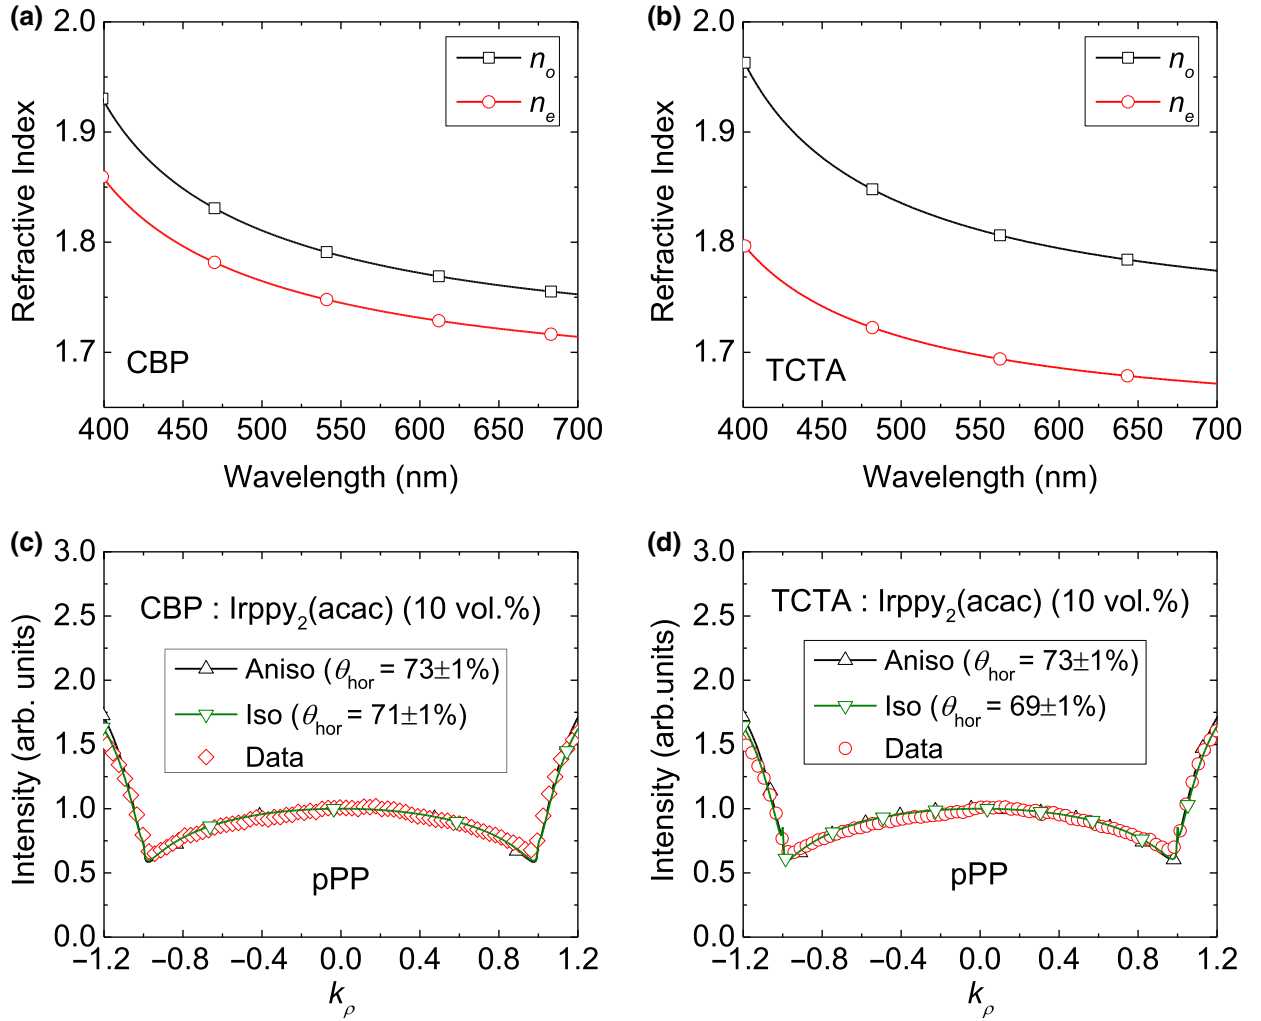 (a)
2.0
1.9
1.8
1.7
Refractive Index
n_o
n_e
CBP
400 450 500 550 600 650 700
Wavelength (nm)
(b)
2.0
1.9
1.8
1.7
Refractive Index
n_o
n_e
TCTA
400 450 500 550 600 650 700
Wavelength (nm)
(c)
3.0
2.5
2.0
1.5
1.0
0.5
0.0
Intensity (arb. units)
CBP : Irppy₂(acac) (10 vol.%)
Aniso (θ_hor = 73±1%)
Iso (θ_hor = 71±1%)
Data
pPP
−1.2 −0.8 −0.4 0.0 0.4 0.8 1.2
k_ρ
(d)
3.0
2.5
2.0
1.5
1.0
0.5
0.0
Intensity (arb.units)
TCTA : Irppy₂(acac) (10 vol.%)
Aniso (θ_hor = 73±1%)
Iso (θ_hor = 69±1%)
Data
pPP
−1.2 −0.8 −0.4 0.0 0.4 0.8 1.2
k_ρ